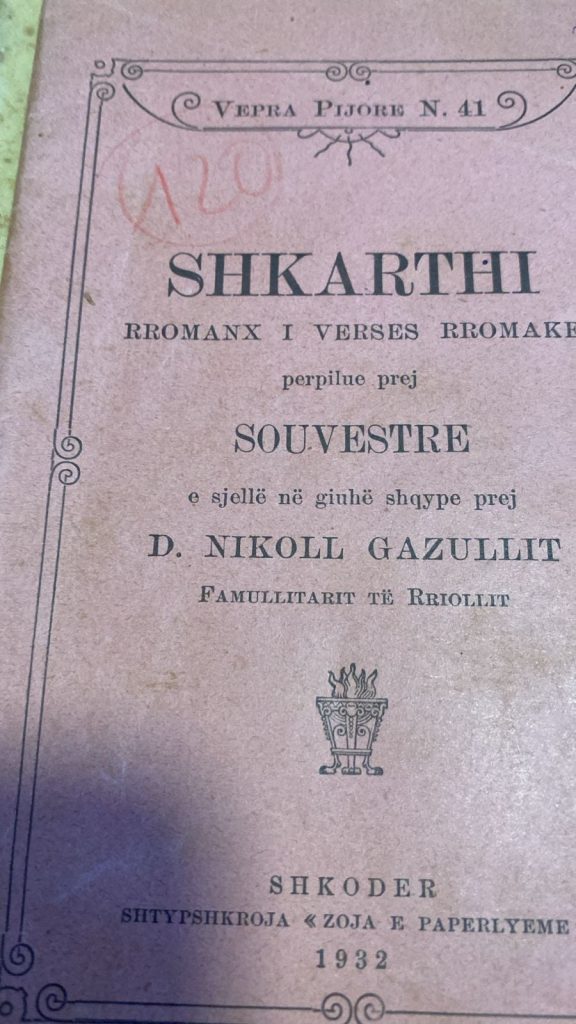 VEPRA PIJORE N. 41
120
SHKARTHI
RROMANX I VERSES RROMAKE
perpilue prej
SOUVESTRE
e sjellë në giuhë shqype prej
D. NIKOLL GAZULLIT
FAMULLITARIT TË RRIOLLIT
SHKODER
SHTYPSHKROJA « ZOJA E PAPERLYEME
1932